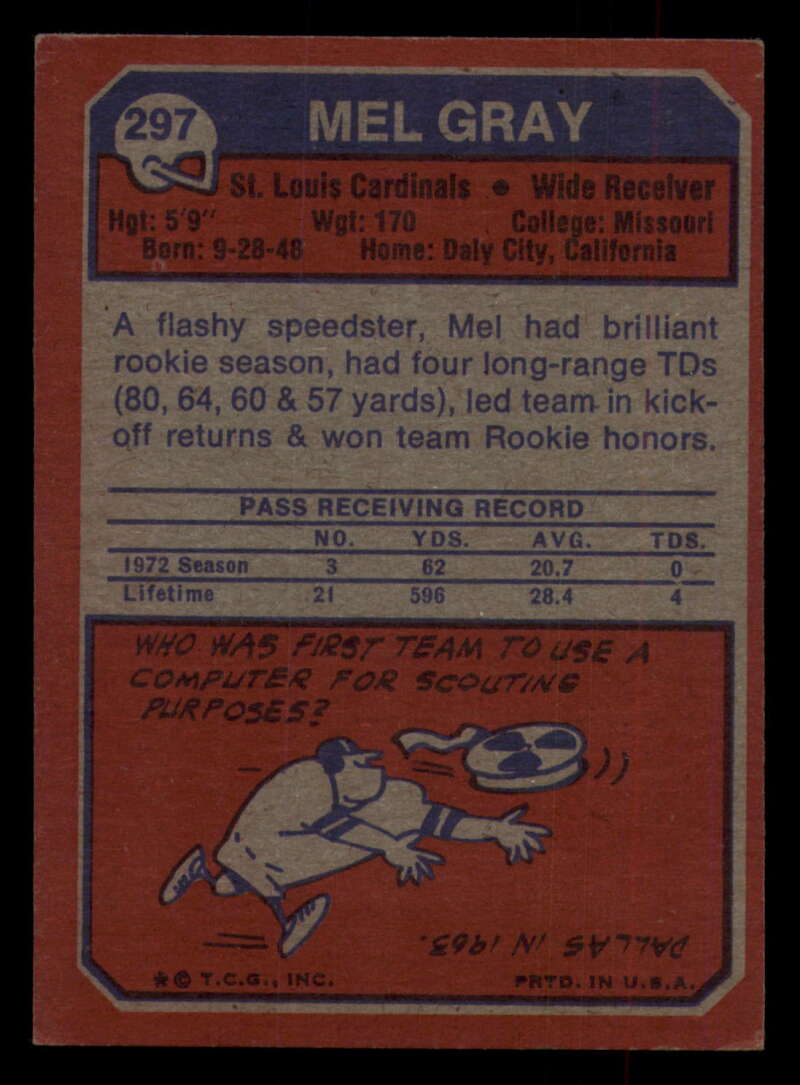 297
MEL GRAY
St. Louis Cardinals • Wide Receiver
Hgt: 5'9" Wgt: 170 College: Missouri
Born: 9-28-48 Home: Daly City, California
A flashy speedster, Mel had brilliant
rookie season, had four long-range TDs
(80, 64, 60 & 57 yards), led team in kick-
off returns & won team Rookie honors.
PASS RECEIVING RECORD
NO. YDS. AVG. TDS.
1972 Season 3 62 20.7 0
Lifetime 21 596 28.4 4
WHO WAS FIRST TEAM TO USE A
COMPUTER FOR SCOUTING
PURPOSES?
DALLAS IN 1963.
* © T.C.G., INC. PRTD. IN U.S.A.